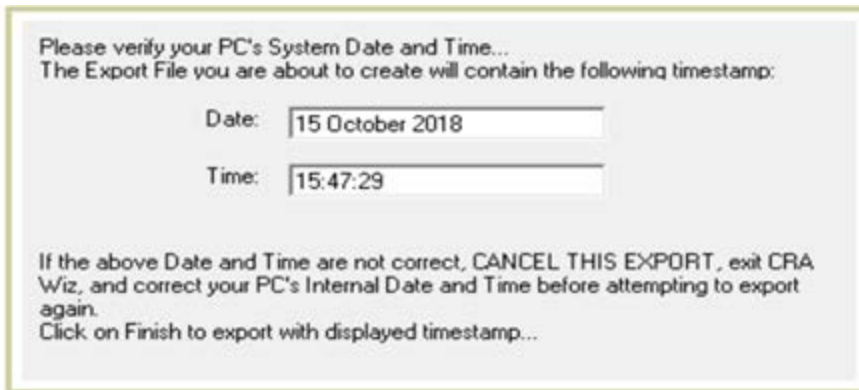 Please verify your PC's System Date and Time...
The Export File you are about to create will contain the following timestamp:
Date: 15 October 2018
Time: 15:47:29
If the above Date and Time are not correct, CANCEL THIS EXPORT, exit CRA
Wiz, and correct your PC's Internal Date and Time before attempting to export
again.
Click on Finish to export with displayed timestamp...